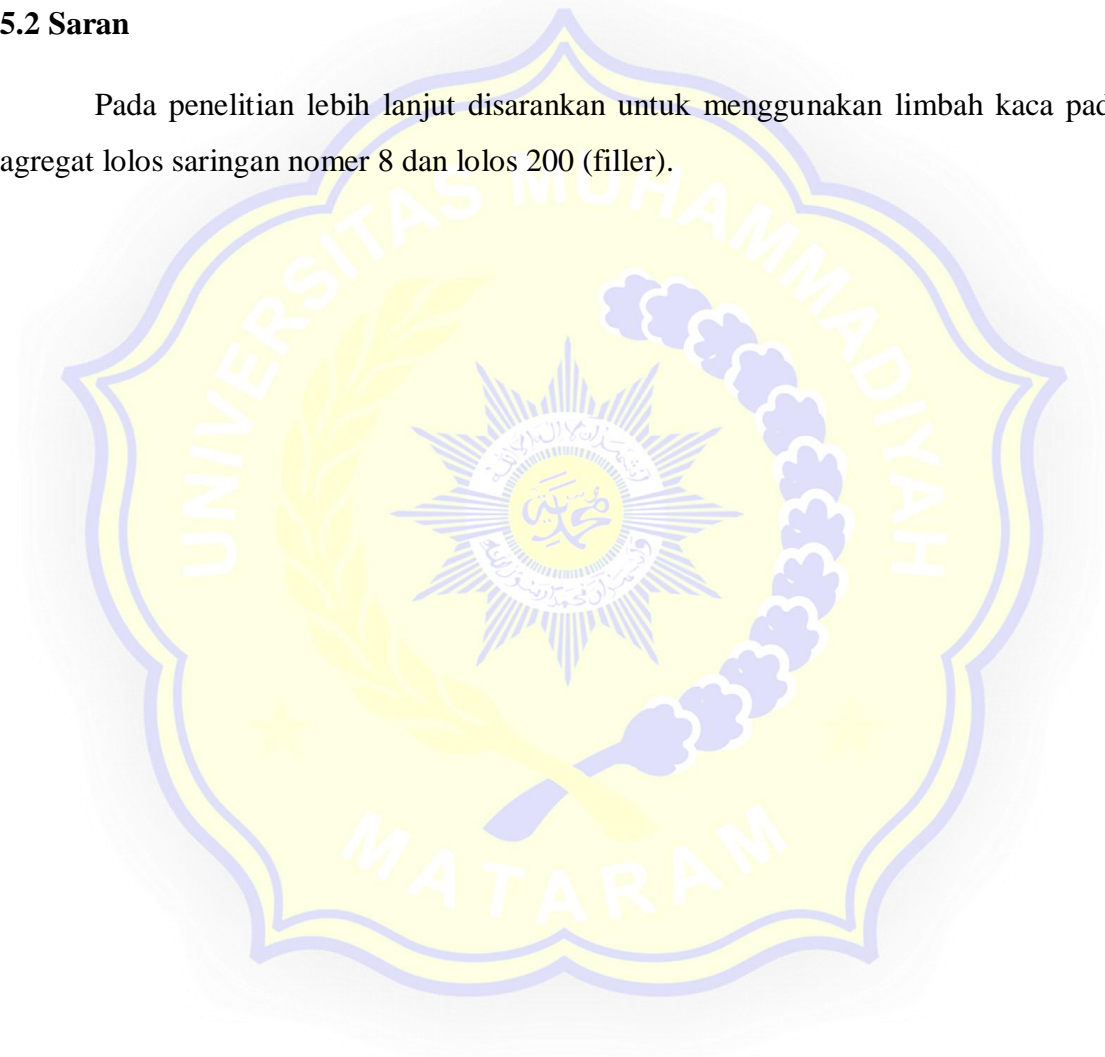 5.2 Saran
Pada penelitian lebih lanjut disarankan untuk menggunakan limbah kaca pad
agregat lolos saringan nomer 8 dan lolos 200 (filler).
UNIVERSITAS MUHAMMADIYAH
محمدية
MATARAM